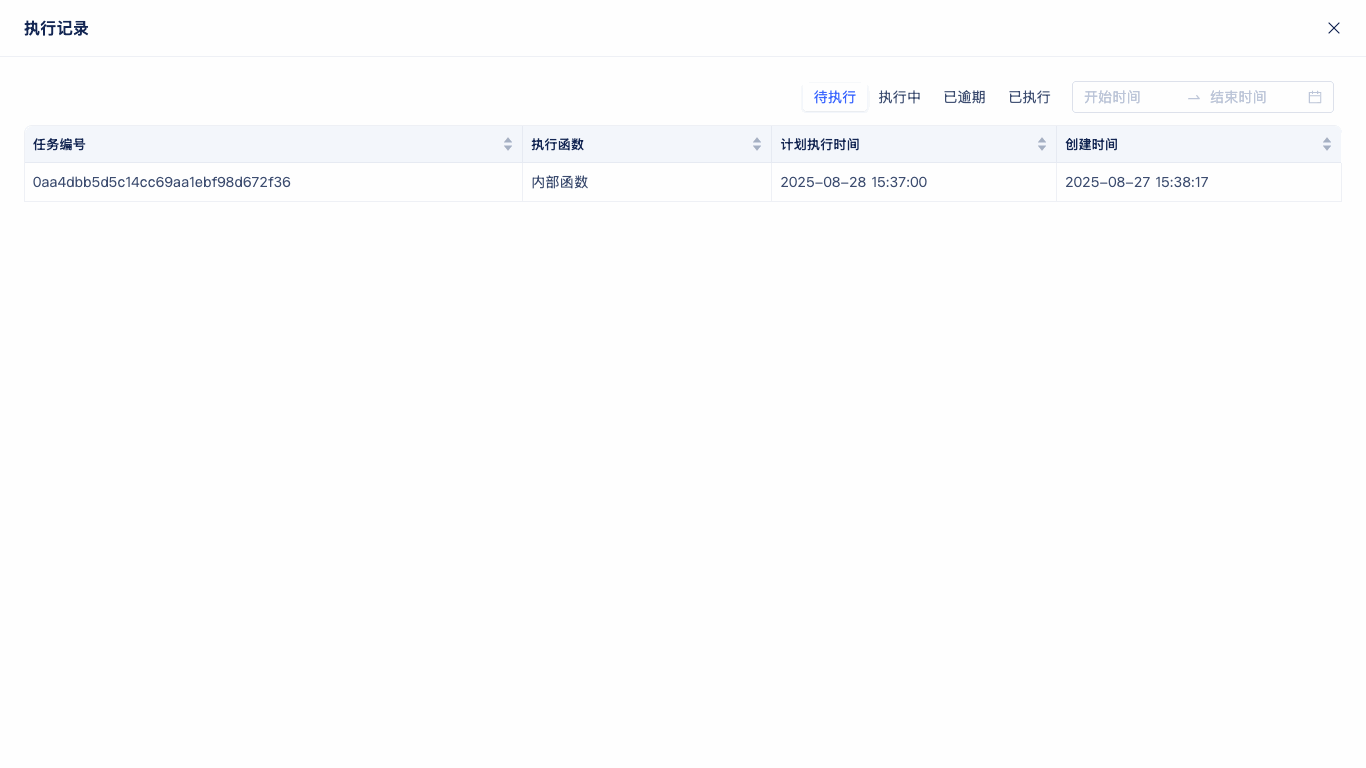 执行记录
待执行 执行中 已逾期 已执行 开始时间 → 结束时间
任务编号 执行函数 计划执行时间 创建时间
0aa4dbb5d5c14cc69aa1ebf98d672f36 内部函数 2025-08-28 15:37:00 2025-08-27 15:38:17